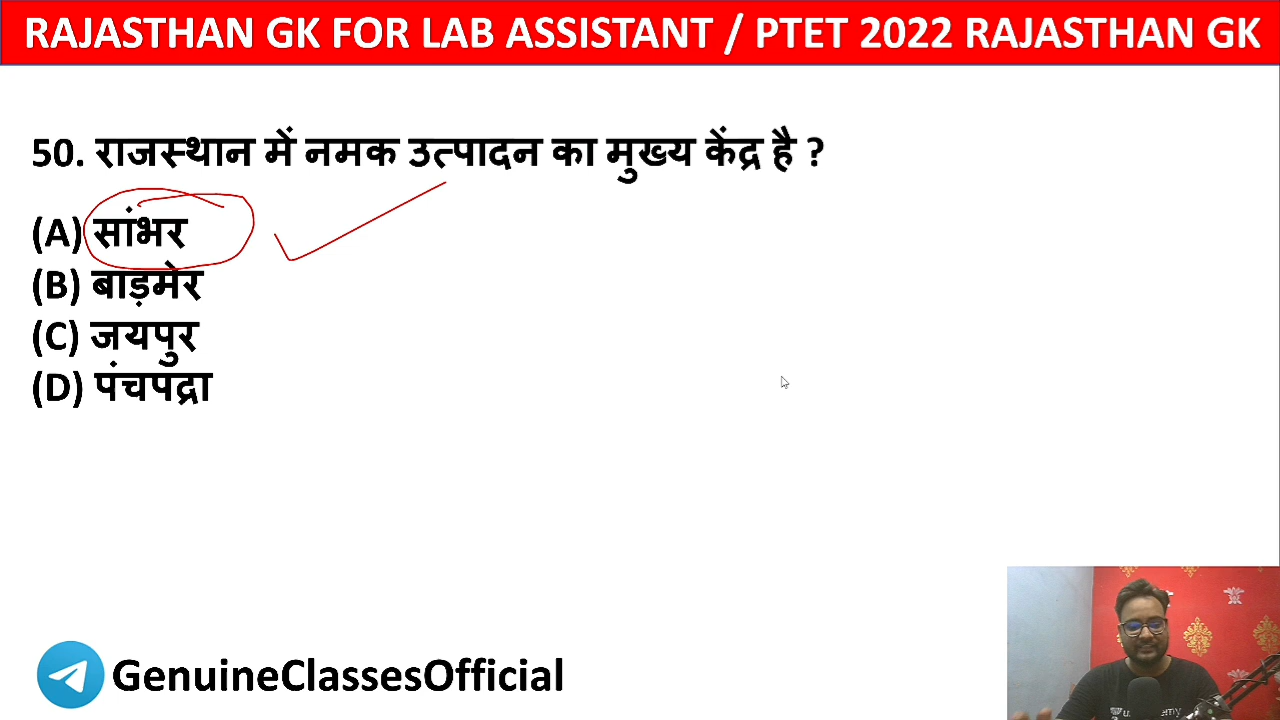 RAJASTHAN GK FOR LAB ASSISTANT / PTET 2022 RAJASTHAN GK
50. राजस्थान में नमक उत्पादन का मुख्य केंद्र है ?
(A) सांभर
(B) बाड़मेर
(C) जयपुर
(D) पंचपद्रा
GenuineClassesOfficial